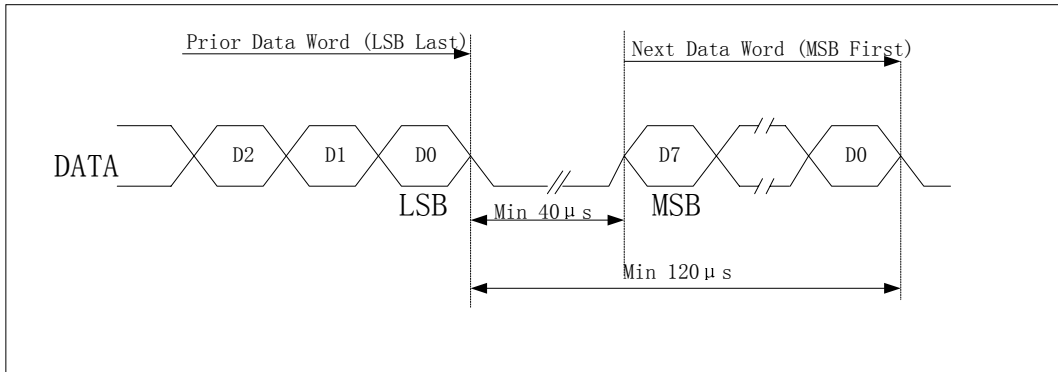 Prior Data Word (LSB Last)
Next Data Word (MSB First)
DATA
D2
D1
D0
D7
D0
LSB
MSB
Min 40μs
Min 120μs